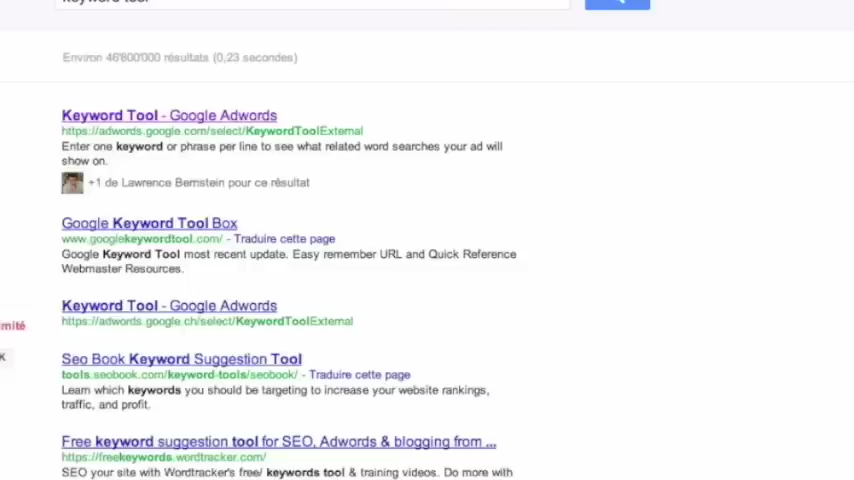 keyword tool
Environ 46'800'000 résultats (0,23 secondes)
Keyword Tool - Google Adwords
https://adwords.google.com/select/KeywordToolExternal
Enter one keyword or phrase per line to see what related word searches your ad will
show on.
+1 de Lawrence Bernstein pour ce résultat
Google Keyword Tool Box
www.googlekeywordtool.com/ - Traduire cette page
Google Keyword Tool most recent update. Easy remember URL and Quick Reference
Webmaster Resources.
Keyword Tool - Google Adwords
https://adwords.google.ch/select/KeywordToolExternal
imité
K
Seo Book Keyword Suggestion Tool
tools.seobook.com/keyword-tools/seobook/ - Traduire cette page
Learn which keywords you should be targeting to increase your website rankings,
traffic, and profit.
Free keyword suggestion tool for SEO, Adwords & blogging from ...
https://freekeywords.wordtracker.com/
SEO your site with Wordtracker's free/ keywords tool & training videos. Do more with